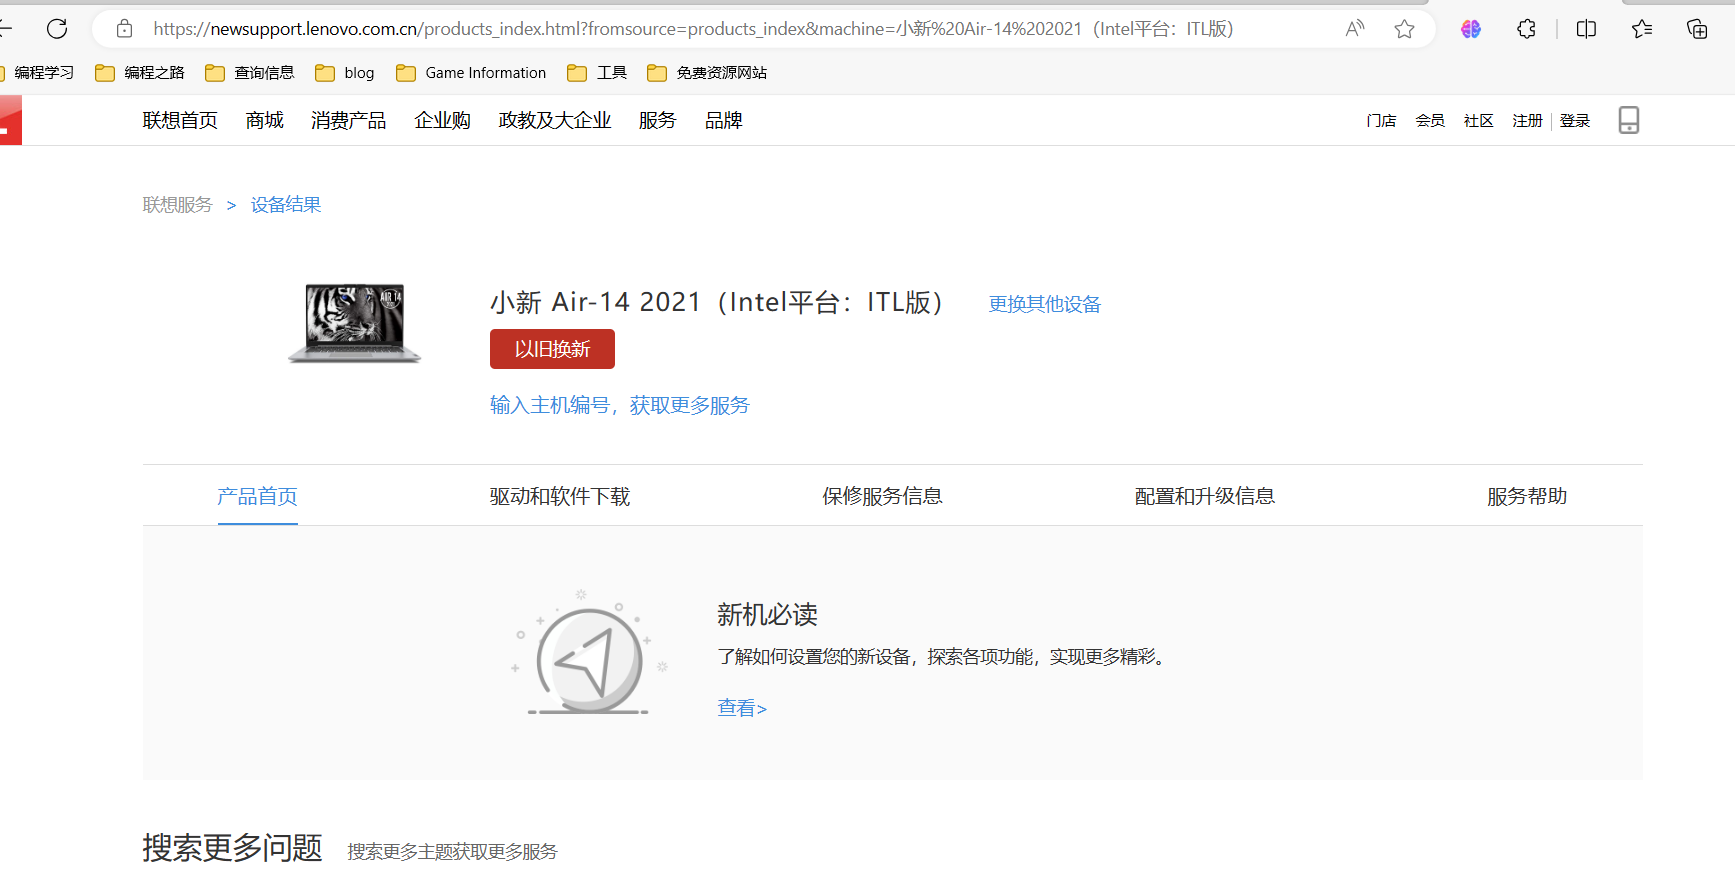 https://newsupport.lenovo.com.cn/products_index.html?fromsource=products_index&machine=小新%20Air-14%202021（Intel平台：ITL版）
编程学习 编程之路 查询信息 blog Game Information 工具 免费资源网站
联想首页 商城 消费产品 企业购 政教及大企业 服务 品牌 门店 会员 社区 注册 登录
联想服务 > 设备结果
AIR 14
小新 Air-14 2021（Intel平台：ITL版） 更换其他设备
以旧换新
输入主机编号，获取更多服务
产品首页 驱动和软件下载 保修服务信息 配置和升级信息 服务帮助
新机必读
了解如何设置您的新设备，探索各项功能，实现更多精彩。
查看>
搜索更多问题 搜索更多主题获取更多服务